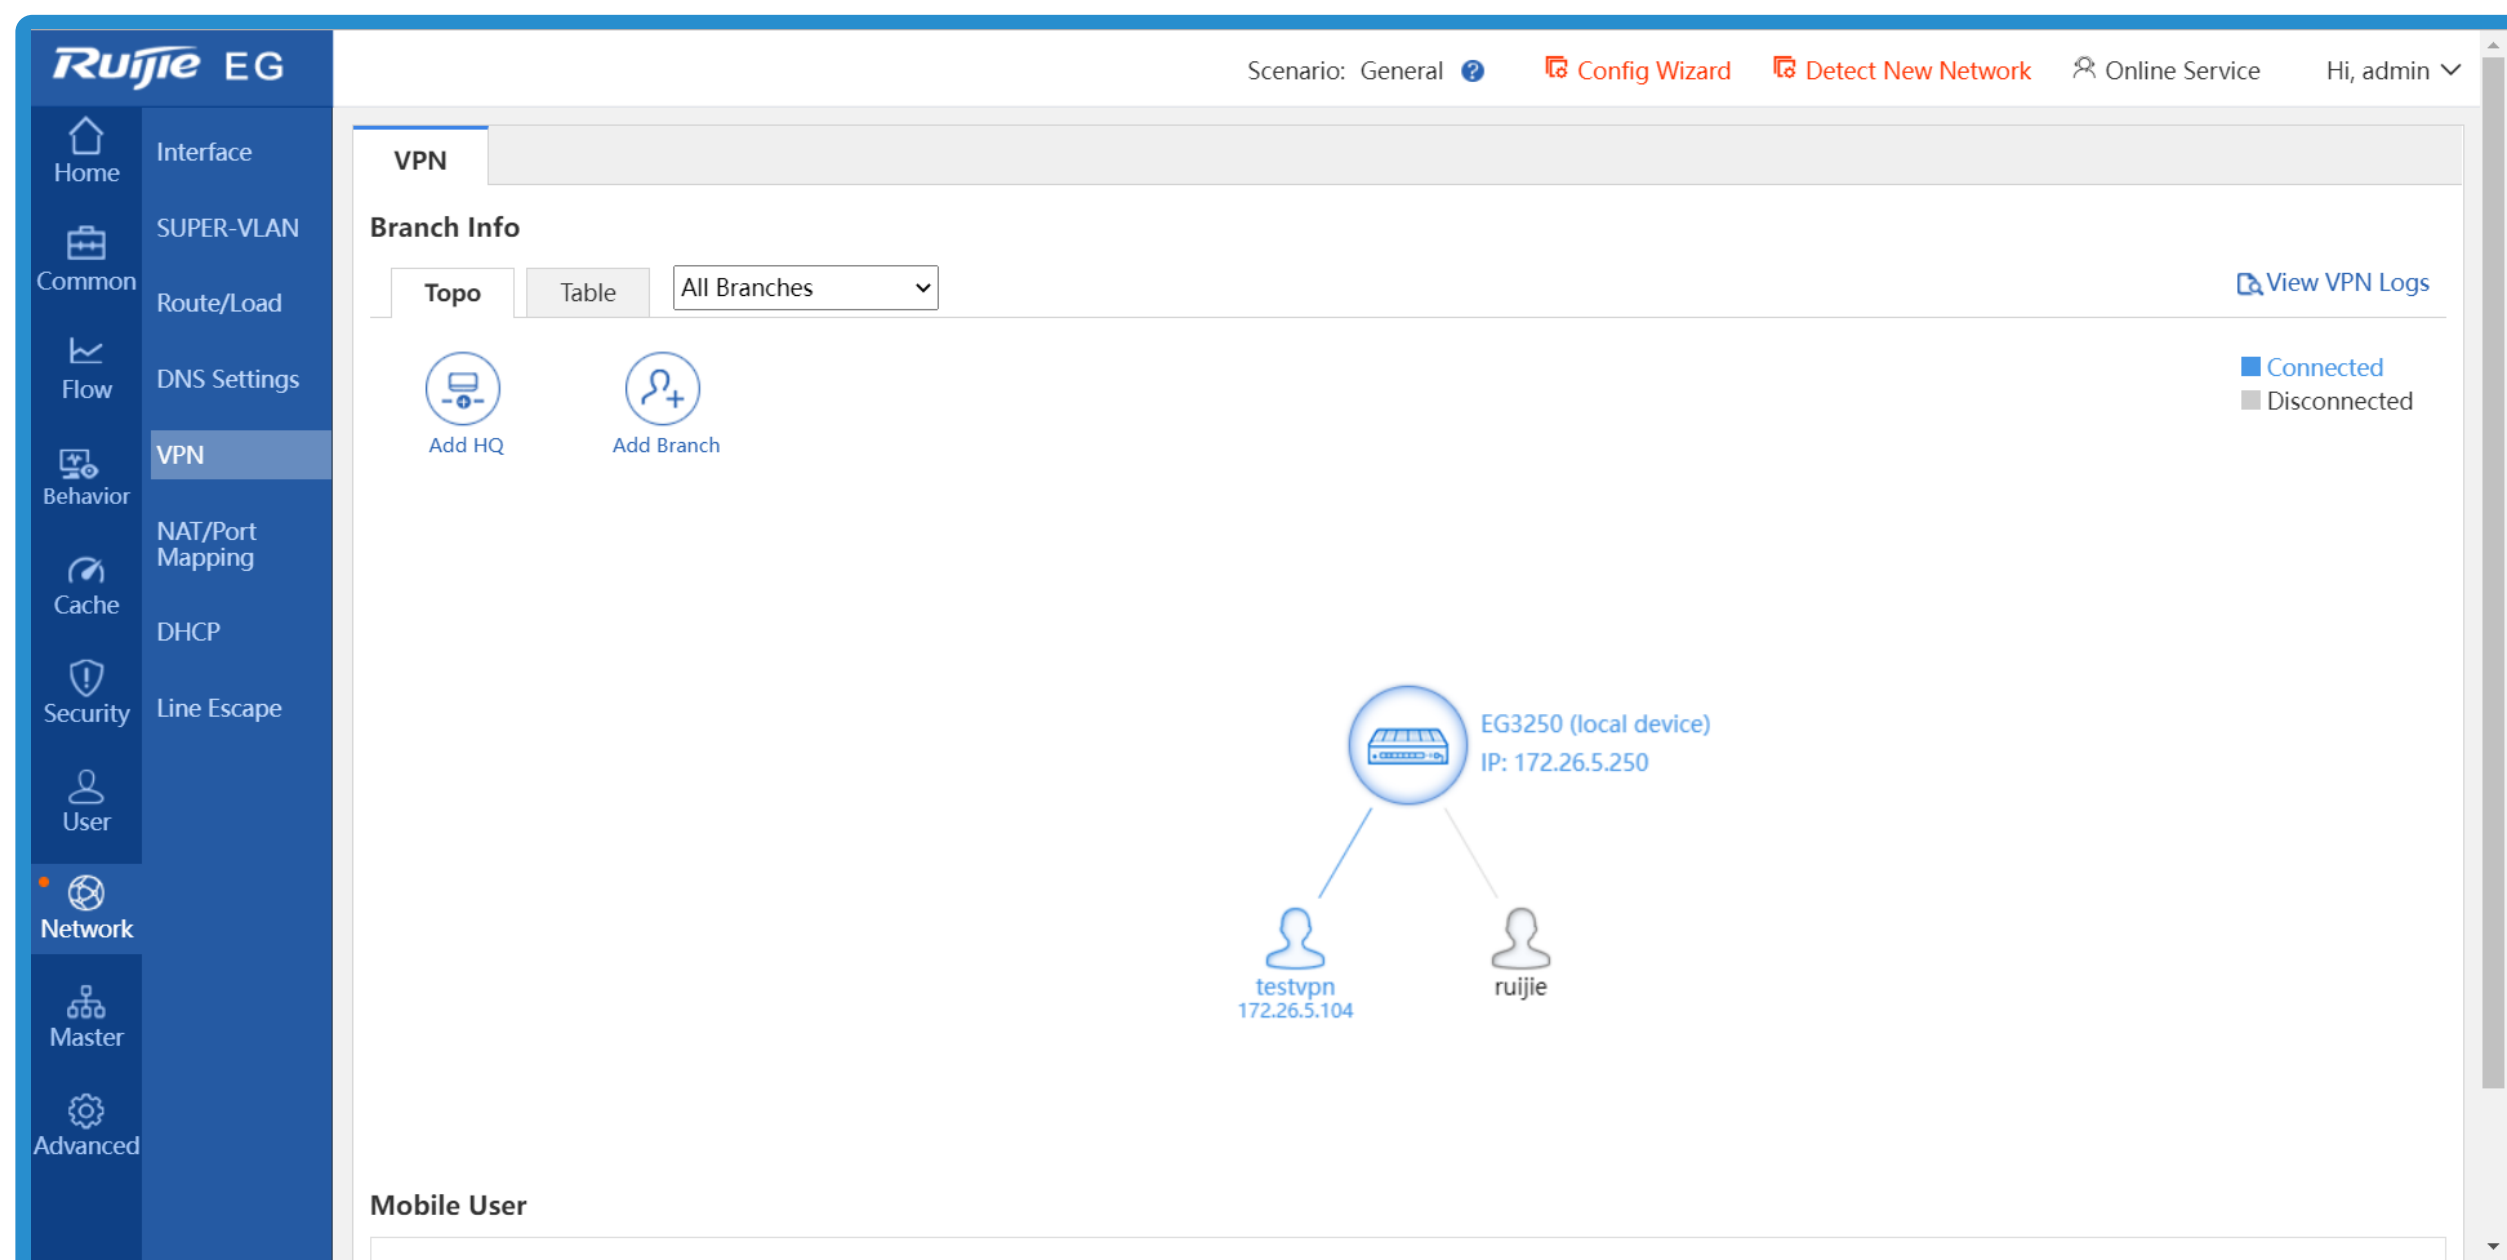 Ruijie EG
Scenario: General ?
Config Wizard
Detect New Network
Online Service
Hi, admin
Home
Common
Flow
Behavior
Cache
Security
User
Network
Master
Advanced
Interface
SUPER-VLAN
Route/Load
DNS Settings
VPN
NAT/Port
Mapping
DHCP
Line Escape
VPN
Branch Info
Topo
Table
All Branches
View VPN Logs
Add HQ
Add Branch
Connected
Disconnected
EG3250 (local device)
IP: 172.26.5.250
testvpn
172.26.5.104
ruijie
Mobile User